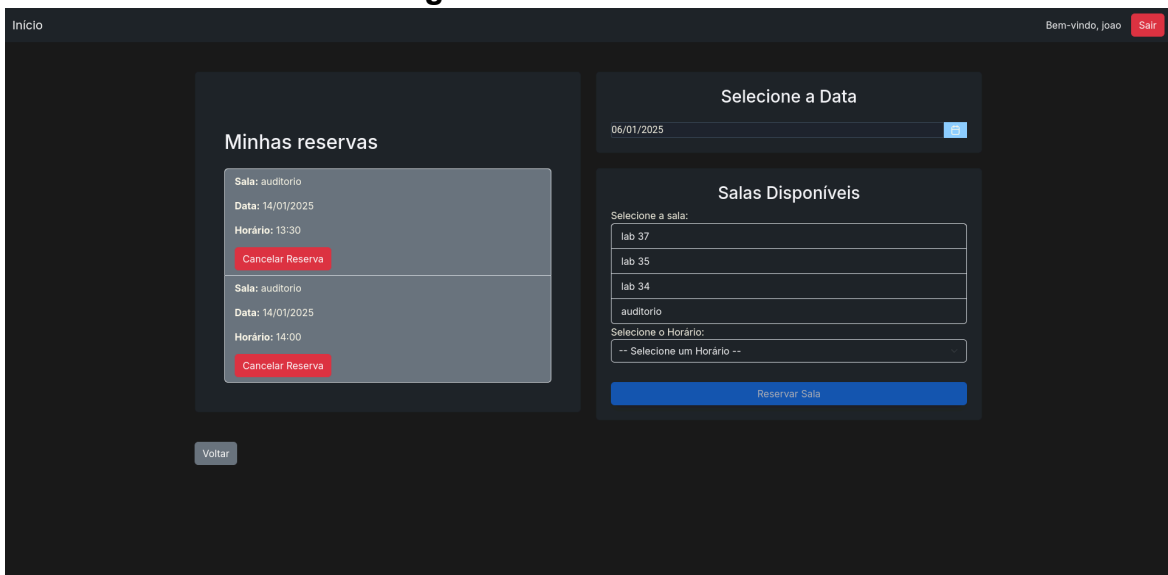 Início
Bem-vindo, joao
Sair
Minhas reservas
Sala: auditorio
Data: 14/01/2025
Horário: 13:30
Cancelar Reserva
Sala: auditorio
Data: 14/01/2025
Horário: 14:00
Cancelar Reserva
Selecione a Data
06/01/2025
Salas Disponíveis
Selecione a sala:
lab 37
lab 35
lab 34
auditorio
Selecione o Horário:
-- Selecione um Horário --
Reservar Sala
Voltar